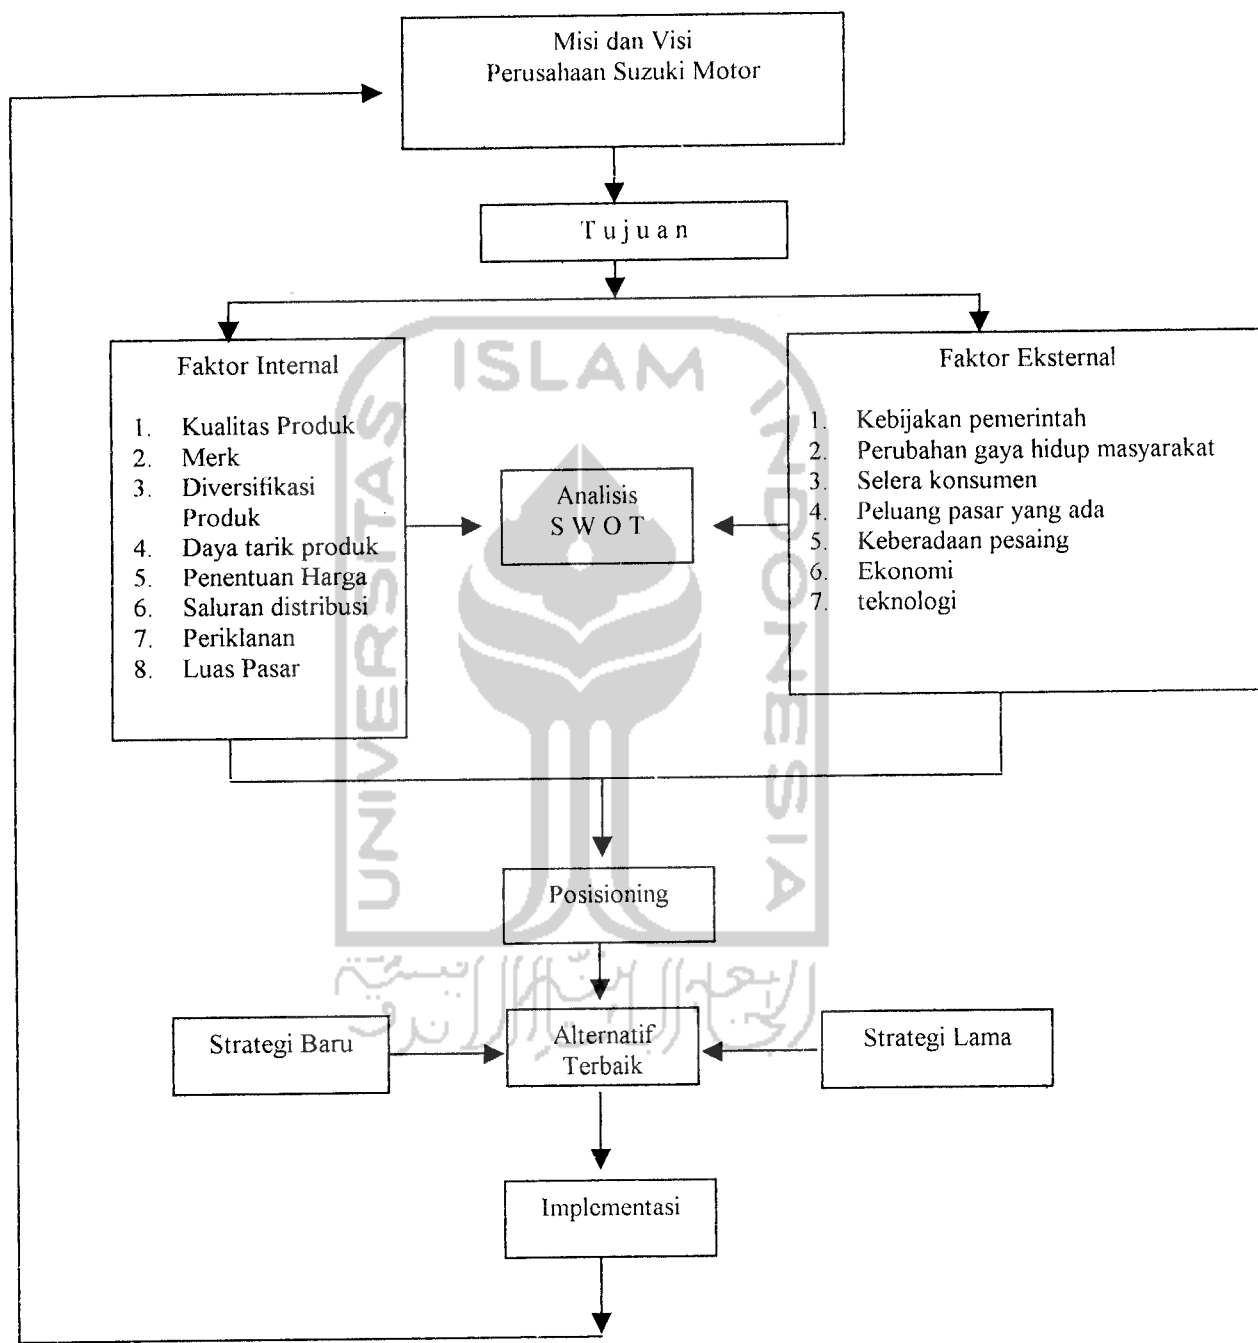 Misi dan Visi
Perusahaan Suzuki Motor
T u j u a n
Faktor Internal
1. Kualitas Produk
2. Merk
3. Diversifikasi
Produk
4. Daya tarik produk
5. Penentuan Harga
6. Saluran distribusi
7. Periklanan
8. Luas Pasar
Analisis
S W O T
Faktor Eksternal
1. Kebijakan pemerintah
2. Perubahan gaya hidup masyarakat
3. Selera konsumen
4. Peluang pasar yang ada
5. Keberadaan pesaing
6. Ekonomi
7. teknologi
UNIVERSITAS
ISLAM
INDONESIA
Posisioning
Strategi Baru
Alternatif
Terbaik
Strategi Lama
Implementasi